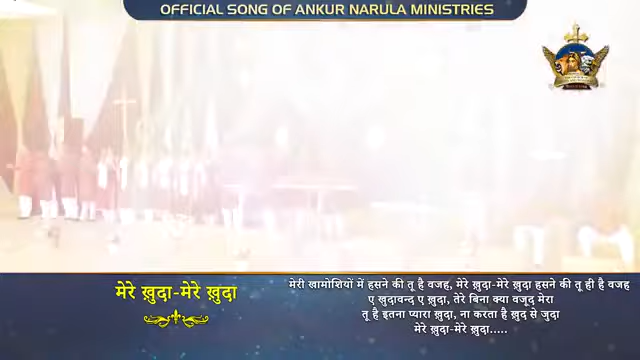 OFFICIAL SONG OF ANKUR NARULA MINISTRIES
मेरे ख़ुदा-मेरे ख़ुदा
मेरी खामोशियों में हसने की तू है वजह, मेरे ख़ुदा-मेरे ख़ुदा हसने की तू ही है वजह
ए खुदावन्द ए ख़ुदा, तेरे बिना क्या वजूद मेरा
तू है इतना प्यारा ख़ुदा, ना करता है ख़ुद से जुदा
मेरे ख़ुदा-मेरे ख़ुदा.....